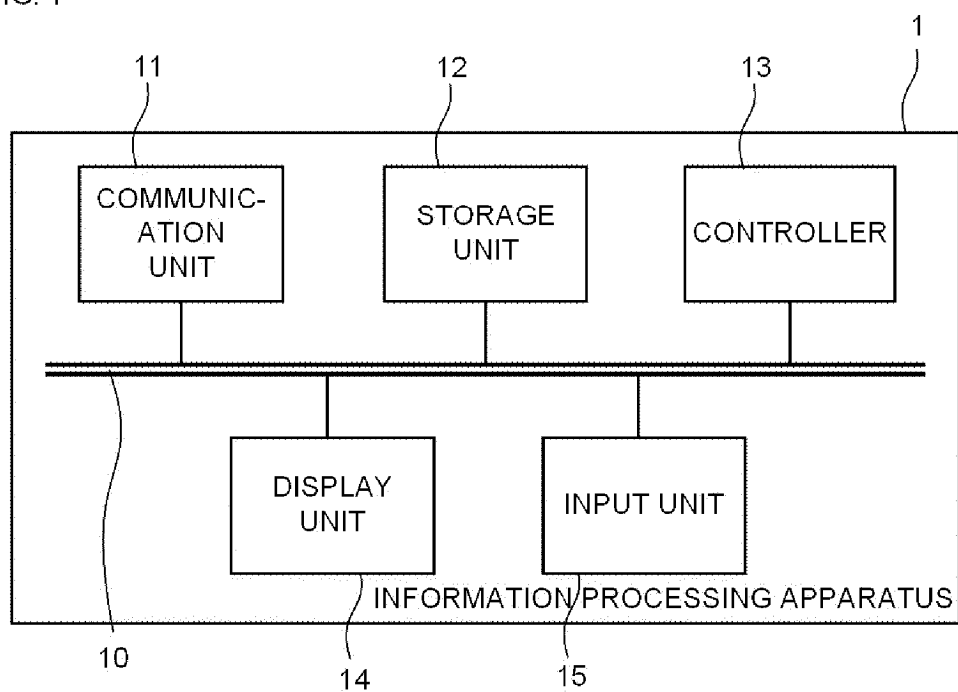 1
11
12
13
COMMUNIC-
ATION
UNIT
STORAGE
UNIT
CONTROLLER
DISPLAY
UNIT
INPUT UNIT
INFORMATION PROCESSING APPARATUS
10
14
15